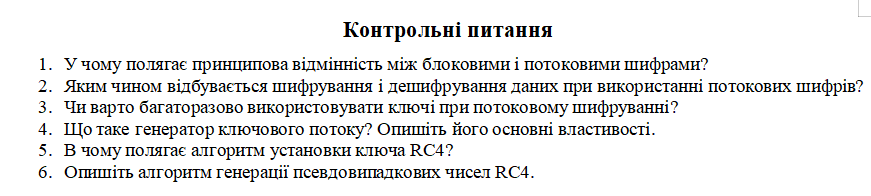 Контрольні питання
1. У чому полягає принципова відмінність між блоковими і потоковими шифрами?
2. Яким чином відбувається шифрування і дешифрування даних при використанні потокових шифрів?
3. Чи варто багаторазово використовувати ключі при потоковому шифруванні?
4. Що таке генератор ключового потоку? Опишіть його основні властивості.
5. В чому полягає алгоритм установки ключа RC4?
6. Опишіть алгоритм генерації псевдовипадкових чисел RC4.